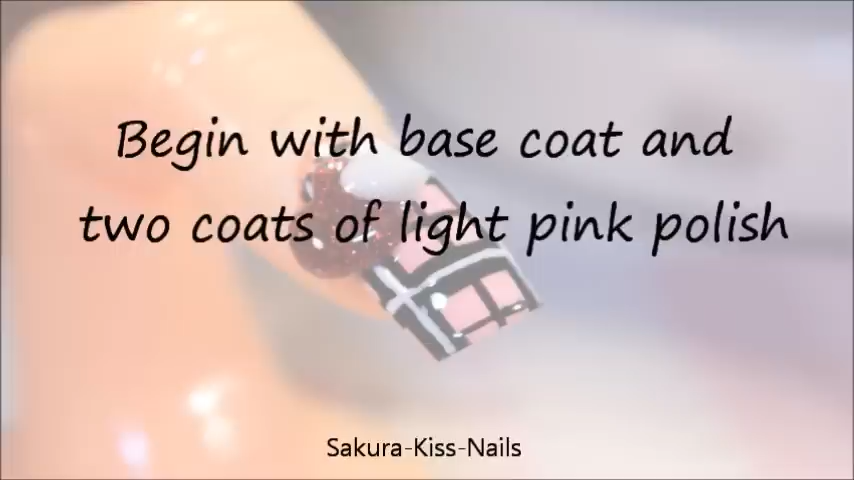 Begin with base coat and
two coats of light pink polish
Sakura-Kiss-Nails